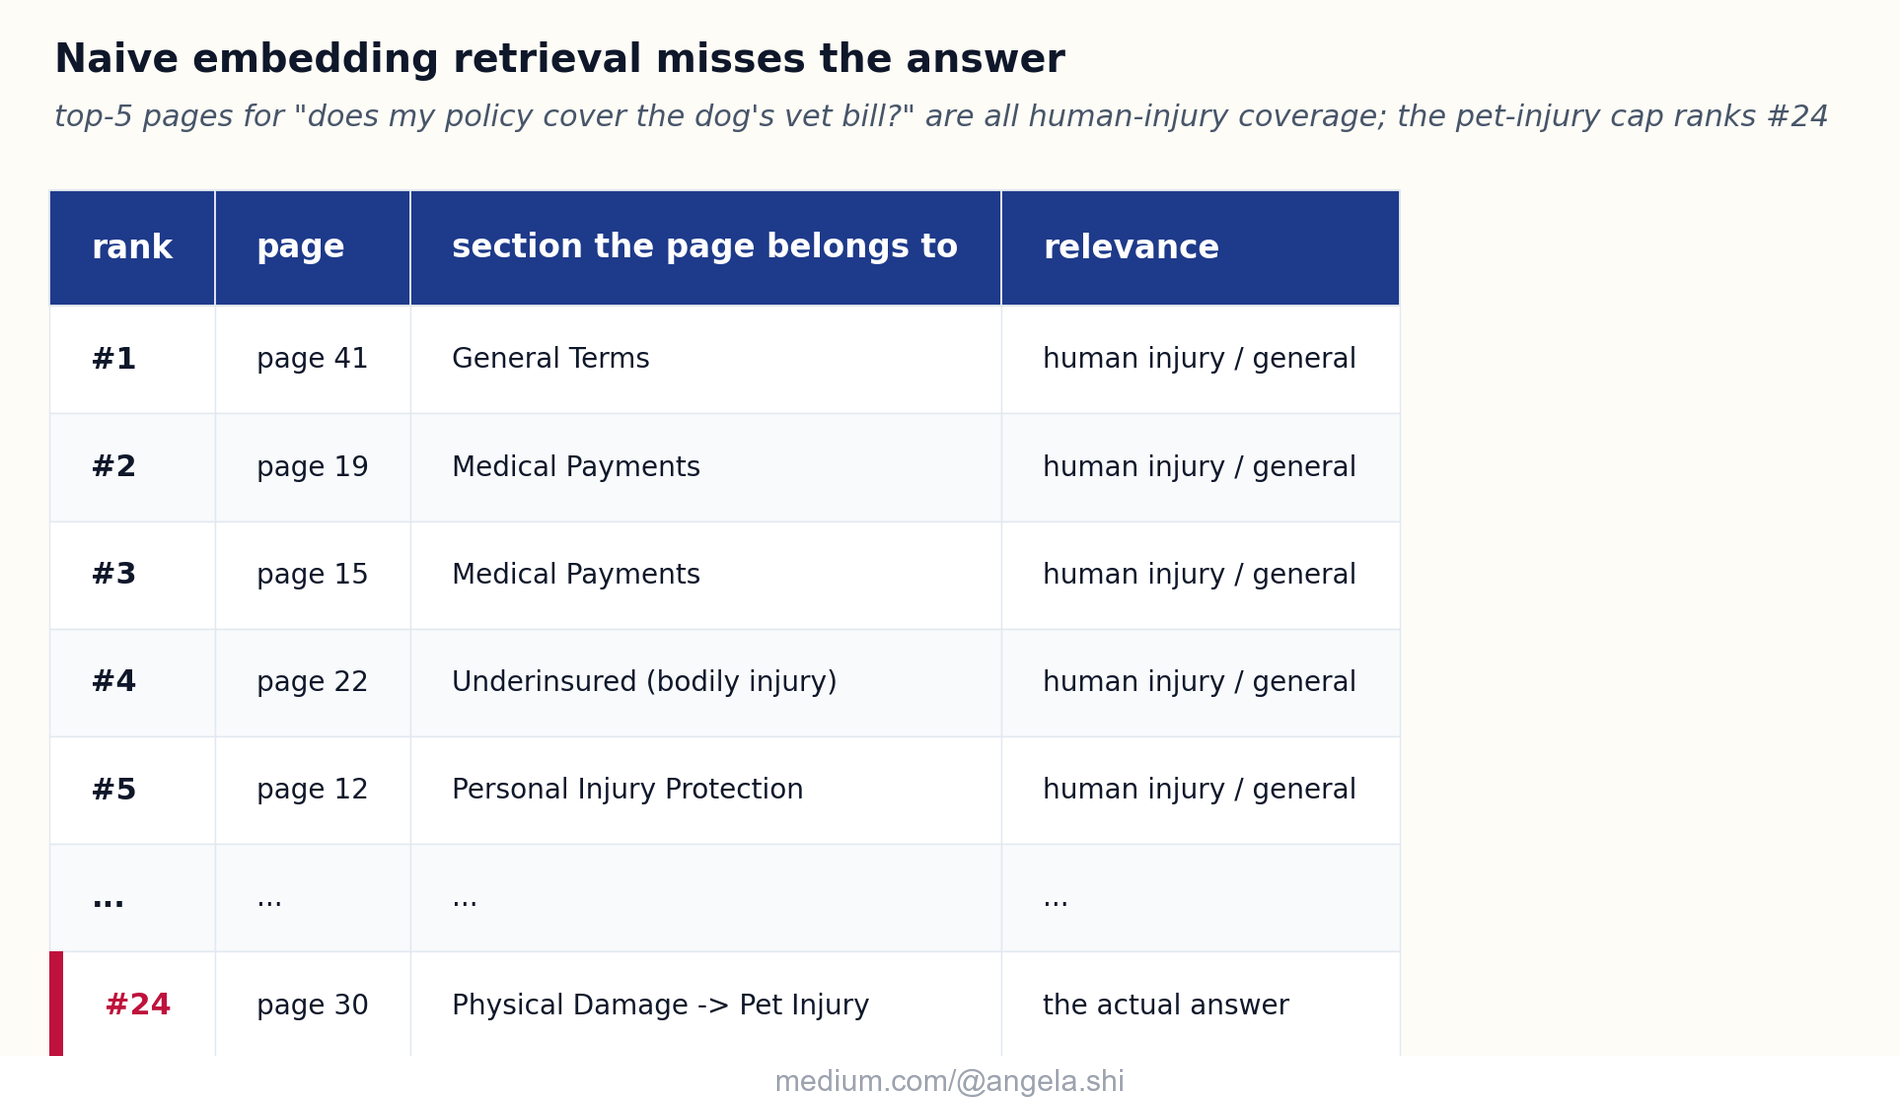 Naive embedding retrieval misses the answer
top-5 pages for "does my policy cover the dog's vet bill?" are all human-injury coverage; the pet-injury cap ranks #24
rank page section the page belongs to relevance
#1 page 41 General Terms human injury / general
#2 page 19 Medical Payments human injury / general
#3 page 15 Medical Payments human injury / general
#4 page 22 Underinsured (bodily injury) human injury / general
#5 page 12 Personal Injury Protection human injury / general
... ... ... ...
#24 page 30 Physical Damage -> Pet Injury the actual answer
medium.com/@angela.shi